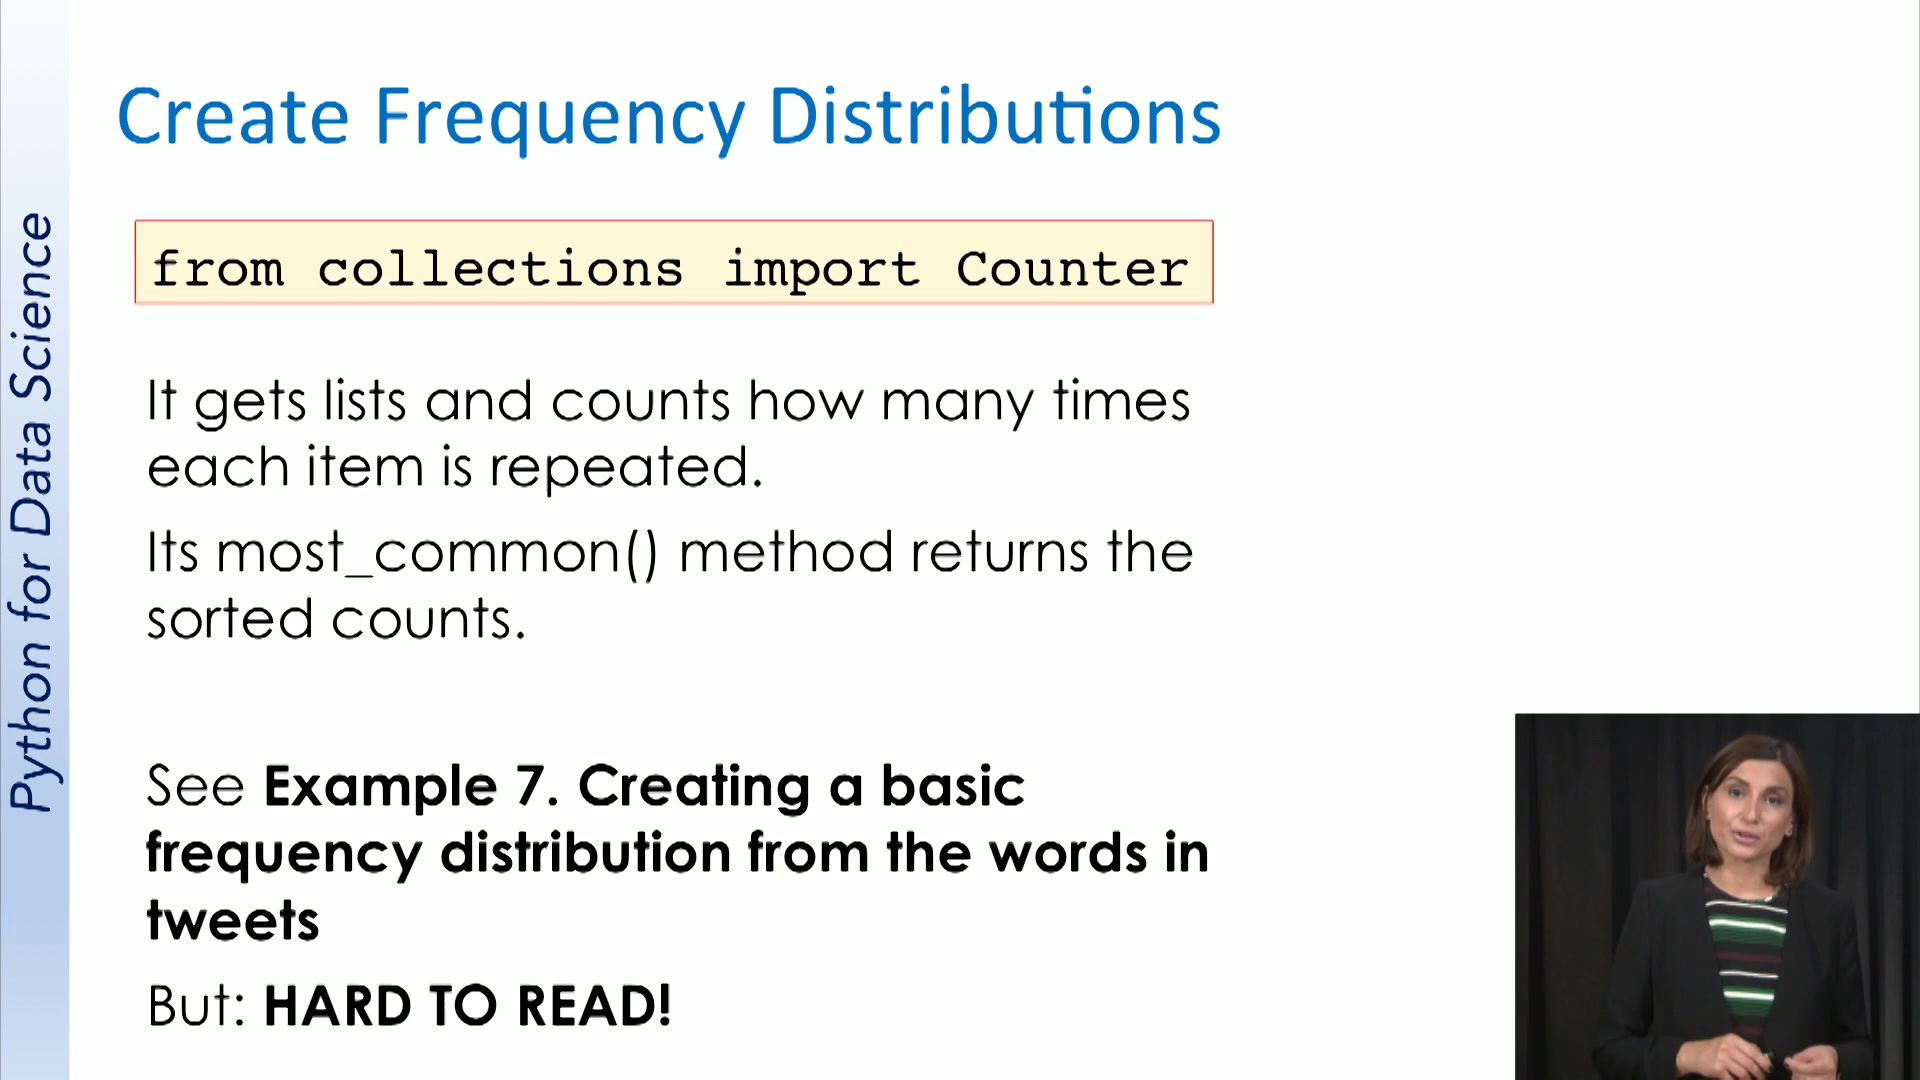 Python for Data Science
Create Frequency Distributions
from collections import Counter
It gets lists and counts how many times
each item is repeated.
Its most_common() method returns the
sorted counts.
See Example 7. Creating a basic
frequency distribution from the words in
tweets
But: HARD TO READ!